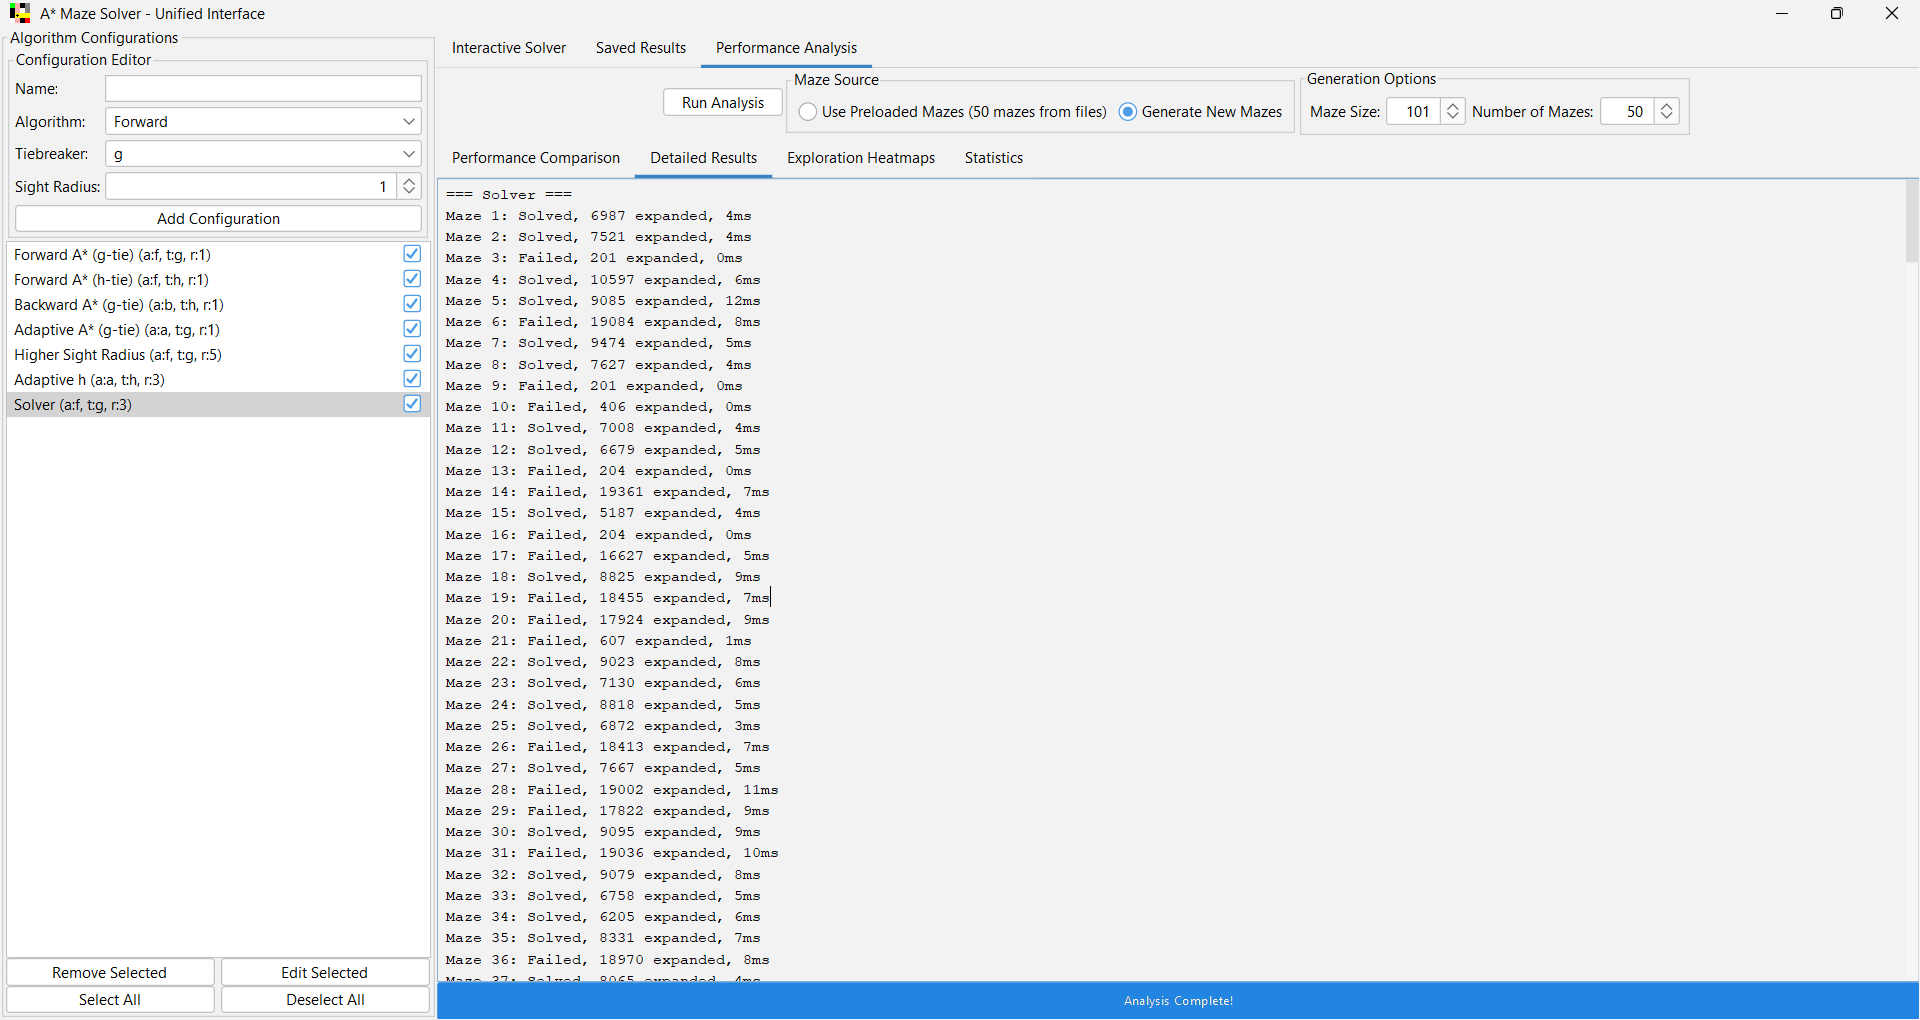 A* Maze Solver - Unified Interface
Algorithm Configurations
Configuration Editor
Name:
Algorithm: Forward
Tiebreaker: g
Sight Radius: 1
Add Configuration
Forward A* (g-tie) (a:f, t:g, r:1)
Forward A* (h-tie) (a:f, t:h, r:1)
Backward A* (g-tie) (a:b, t:h, r:1)
Adaptive A* (g-tie) (a:a, t:g, r:1)
Higher Sight Radius (a:f, t:g, r:5)
Adaptive h (a:a, t:h, r:3)
Solver (a:f, t:g, r:3)
Remove Selected Edit Selected
Select All Deselect All
Interactive Solver Saved Results Performance Analysis
Run Analysis
Maze Source
Use Preloaded Mazes (50 mazes from files) Generate New Mazes
Generation Options
Maze Size: 101 Number of Mazes: 50
Performance Comparison Detailed Results Exploration Heatmaps Statistics
=== Solver ===
Maze 1: Solved, 6987 expanded, 4ms
Maze 2: Solved, 7521 expanded, 4ms
Maze 3: Failed, 201 expanded, 0ms
Maze 4: Solved, 10597 expanded, 6ms
Maze 5: Solved, 9085 expanded, 12ms
Maze 6: Failed, 19084 expanded, 8ms
Maze 7: Solved, 9474 expanded, 5ms
Maze 8: Solved, 7627 expanded, 4ms
Maze 9: Failed, 201 expanded, 0ms
Maze 10: Failed, 406 expanded, 0ms
Maze 11: Solved, 7008 expanded, 4ms
Maze 12: Solved, 6679 expanded, 5ms
Maze 13: Failed, 204 expanded, 0ms
Maze 14: Failed, 19361 expanded, 7ms
Maze 15: Solved, 5187 expanded, 4ms
Maze 16: Failed, 204 expanded, 0ms
Maze 17: Failed, 16627 expanded, 5ms
Maze 18: Solved, 8825 expanded, 9ms
Maze 19: Failed, 18455 expanded, 7ms
Maze 20: Failed, 17924 expanded, 9ms
Maze 21: Failed, 607 expanded, 1ms
Maze 22: Solved, 9023 expanded, 8ms
Maze 23: Solved, 7130 expanded, 6ms
Maze 24: Solved, 8818 expanded, 5ms
Maze 25: Solved, 6872 expanded, 3ms
Maze 26: Failed, 18413 expanded, 7ms
Maze 27: Solved, 7667 expanded, 5ms
Maze 28: Failed, 19002 expanded, 11ms
Maze 29: Failed, 17822 expanded, 9ms
Maze 30: Solved, 9095 expanded, 9ms
Maze 31: Failed, 19036 expanded, 10ms
Maze 32: Solved, 9079 expanded, 8ms
Maze 33: Solved, 6758 expanded, 5ms
Maze 34: Solved, 6205 expanded, 6ms
Maze 35: Solved, 8331 expanded, 7ms
Maze 36: Failed, 18970 expanded, 8ms
Maze 37: Solved, 8065 expanded, 4ms
Analysis Complete!